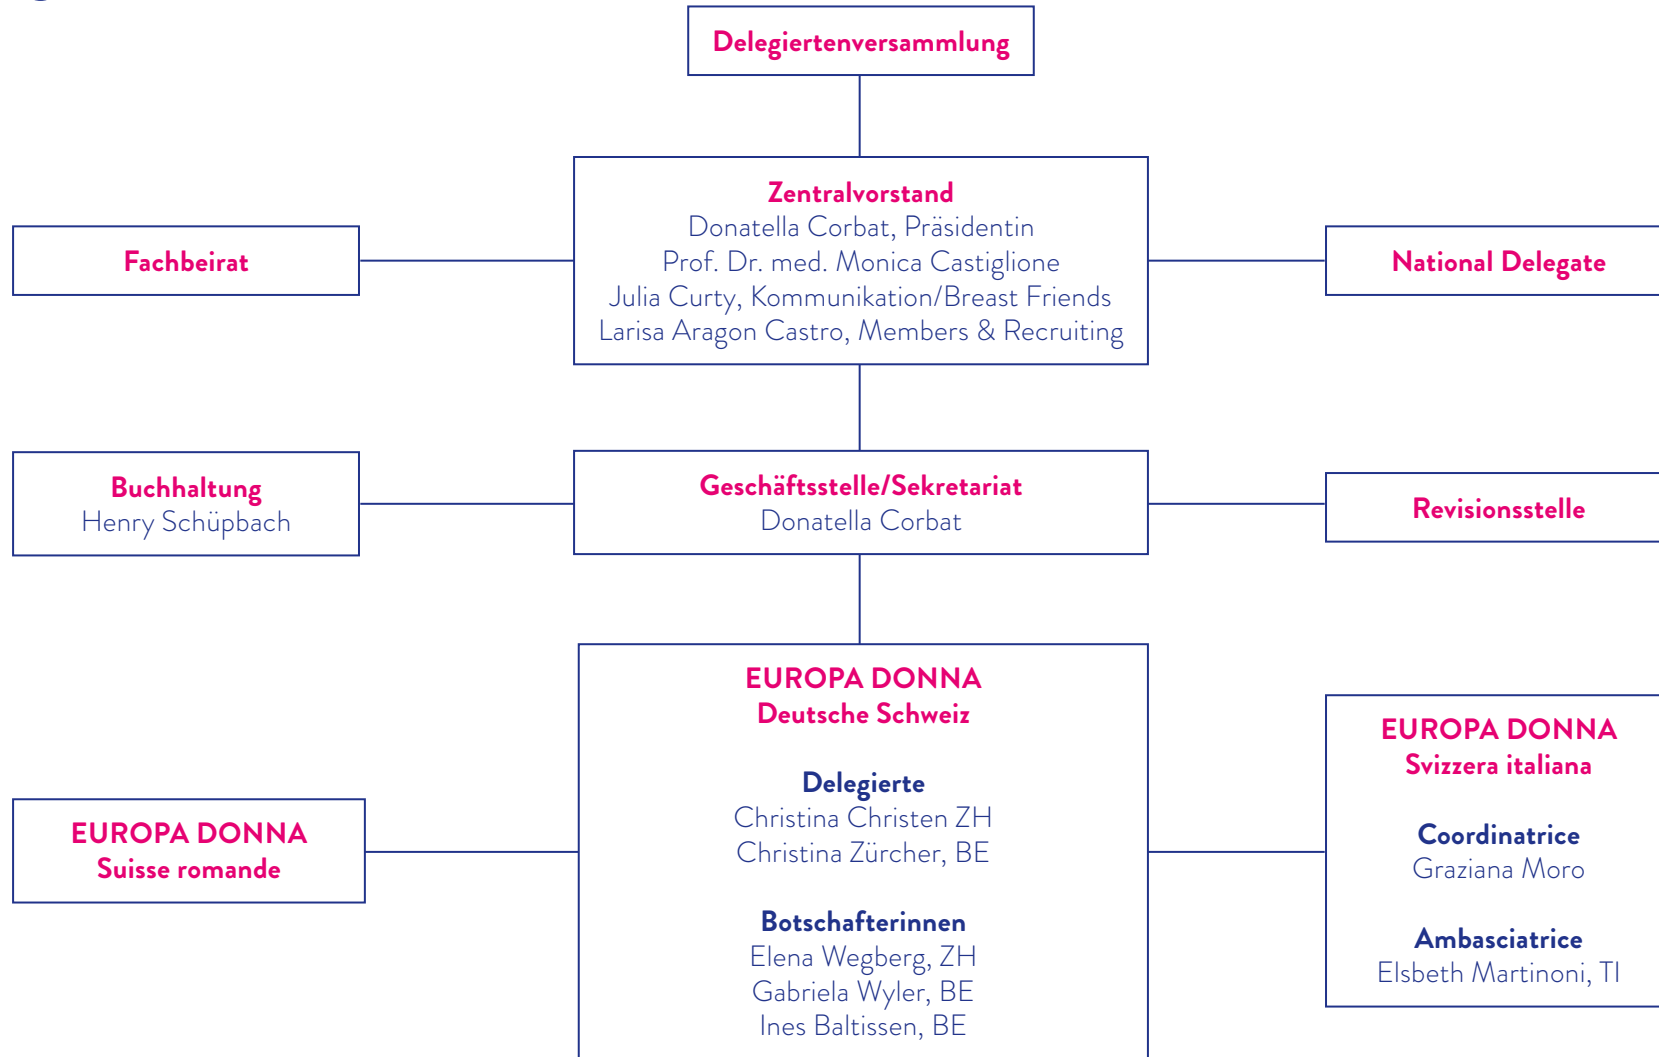 Delegiertenversammlung
Zentralvorstand
Donatella Corbat, Präsidentin
Prof. Dr. med. Monica Castiglione
Julia Curty, Kommunikation/Breast Friends
Larisa Aragon Castro, Members & Recruiting
Fachbeirat
National Delegate
Buchhaltung
Henry Schüpbach
Geschäftsstelle/Sekretariat
Donatella Corbat
Revisionsstelle
EUROPA DONNA
Suisse romande
EUROPA DONNA
Deutsche Schweiz
Delegierte
Christina Christen ZH
Christina Zürcher, BE
Botschafterinnen
Elena Wegberg, ZH
Gabriela Wyler, BE
Ines Baltissen, BE
EUROPA DONNA
Svizzera italiana
Coordinatrice
Graziana Moro
Ambasciatrice
Elsbeth Martinoni, TI